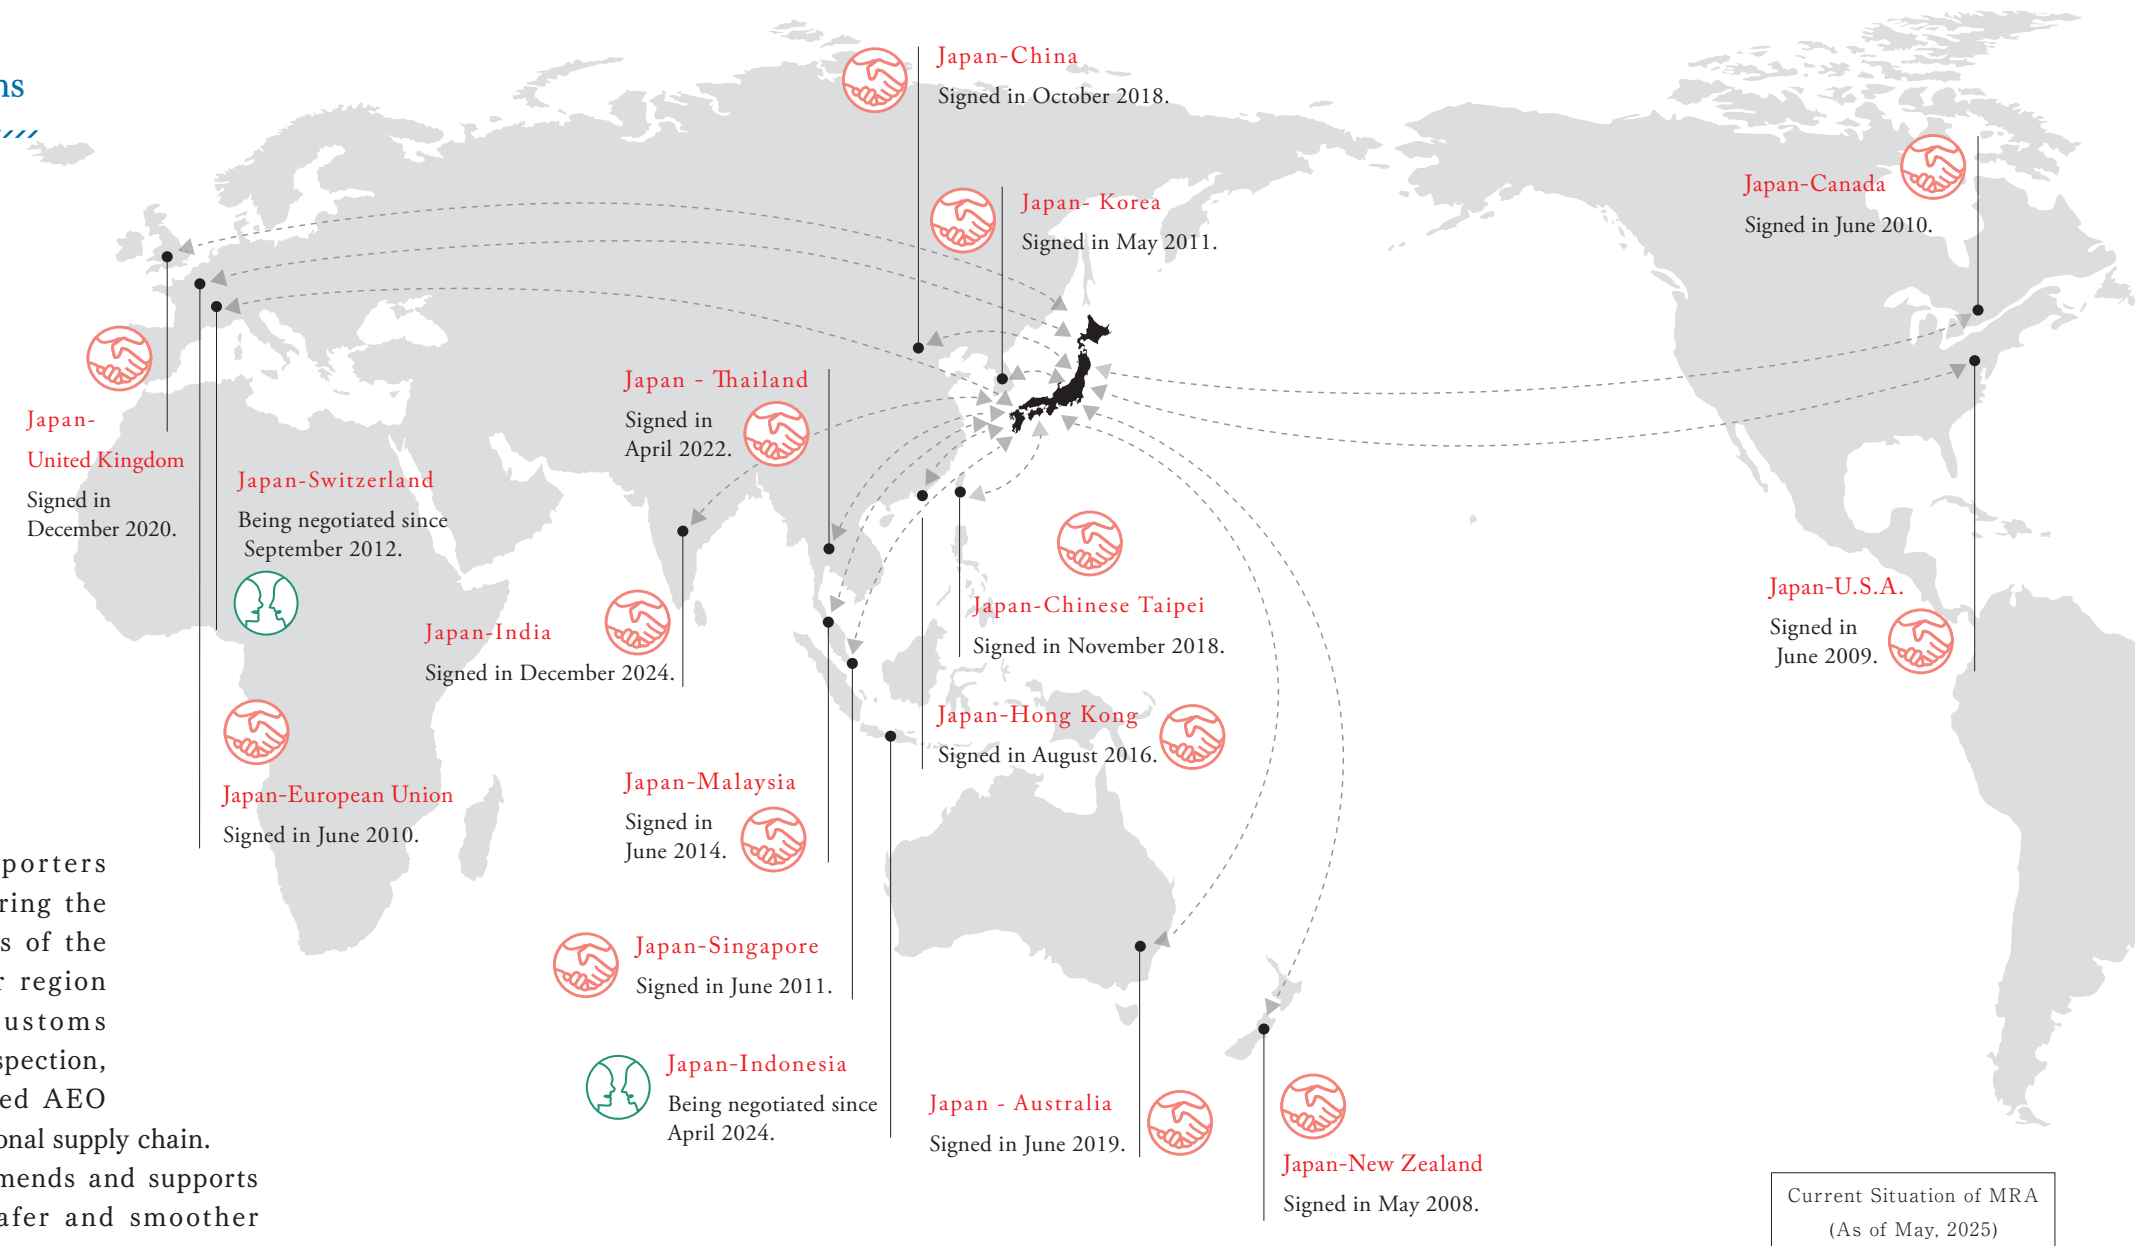 ns
Japan-China
Signed in October 2018.
Japan- Korea
Signed in May 2011.
Japan-Canada
Signed in June 2010.
Japan-
United Kingdom
Signed in
December 2020.
Japan-Switzerland
Being negotiated since
September 2012.
Japan - Thailand
Signed in
April 2022.
Japan-India
Signed in December 2024.
Japan-Chinese Taipei
Signed in November 2018.
Japan-U.S.A.
Signed in
June 2009.
Japan-Hong Kong
Signed in August 2016.
Japan-European Union
Signed in June 2010.
Japan-Malaysia
Signed in
June 2014.
Japan-Singapore
Signed in June 2011.
Japan-Indonesia
Being negotiated since
April 2024.
Japan - Australia
Signed in June 2019.
Japan-New Zealand
Signed in May 2008.
porters
ring the
s of the
r region
ustoms
spection,
ed AEO
onal supply chain.
mends and supports
afer and smoother
Current Situation of MRA
(As of May, 2025)